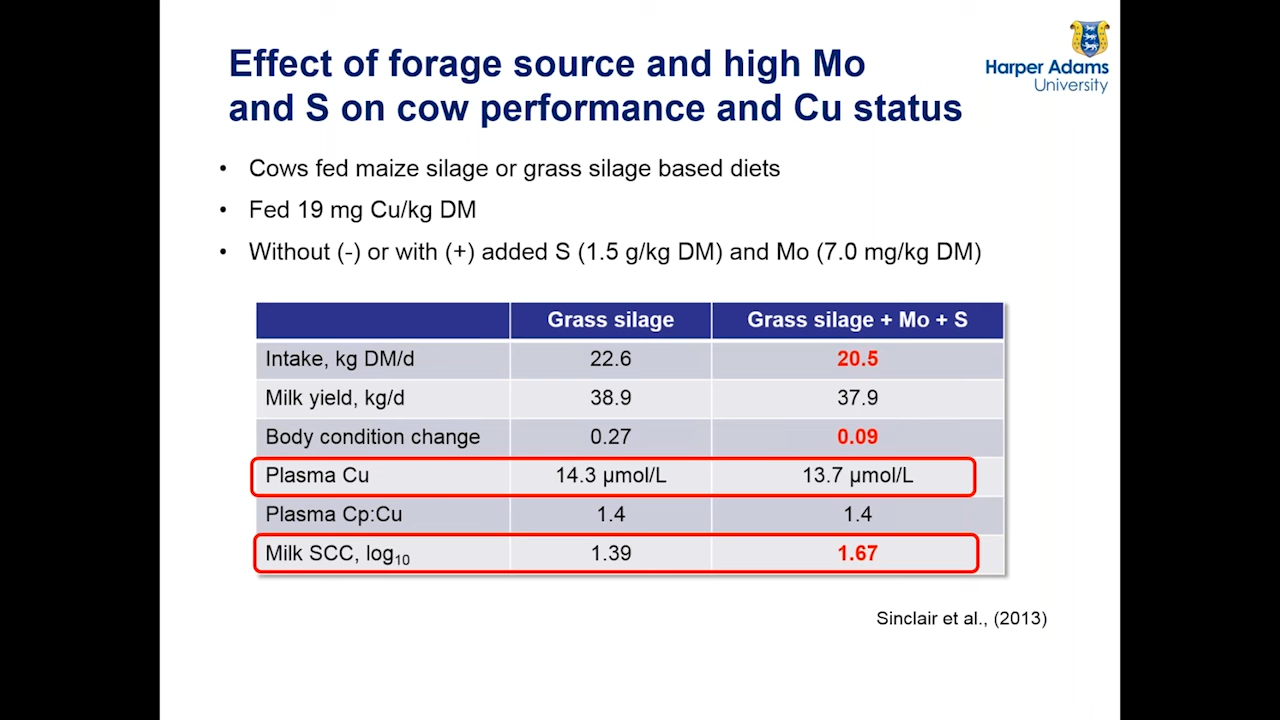 Effect of forage source and high Mo
and S on cow performance and Cu status
Harper Adams
University
• Cows fed maize silage or grass silage based diets
• Fed 19 mg Cu/kg DM
• Without (-) or with (+) added S (1.5 g/kg DM) and Mo (7.0 mg/kg DM)
Grass silage Grass silage + Mo + S
Intake, kg DM/d 22.6 20.5
Milk yield, kg/d 38.9 37.9
Body condition change 0.27 0.09
Plasma Cu 14.3 µmol/L 13.7 µmol/L
Plasma Cp:Cu 1.4 1.4
Milk SCC, log10 1.39 1.67
Sinclair et al., (2013)